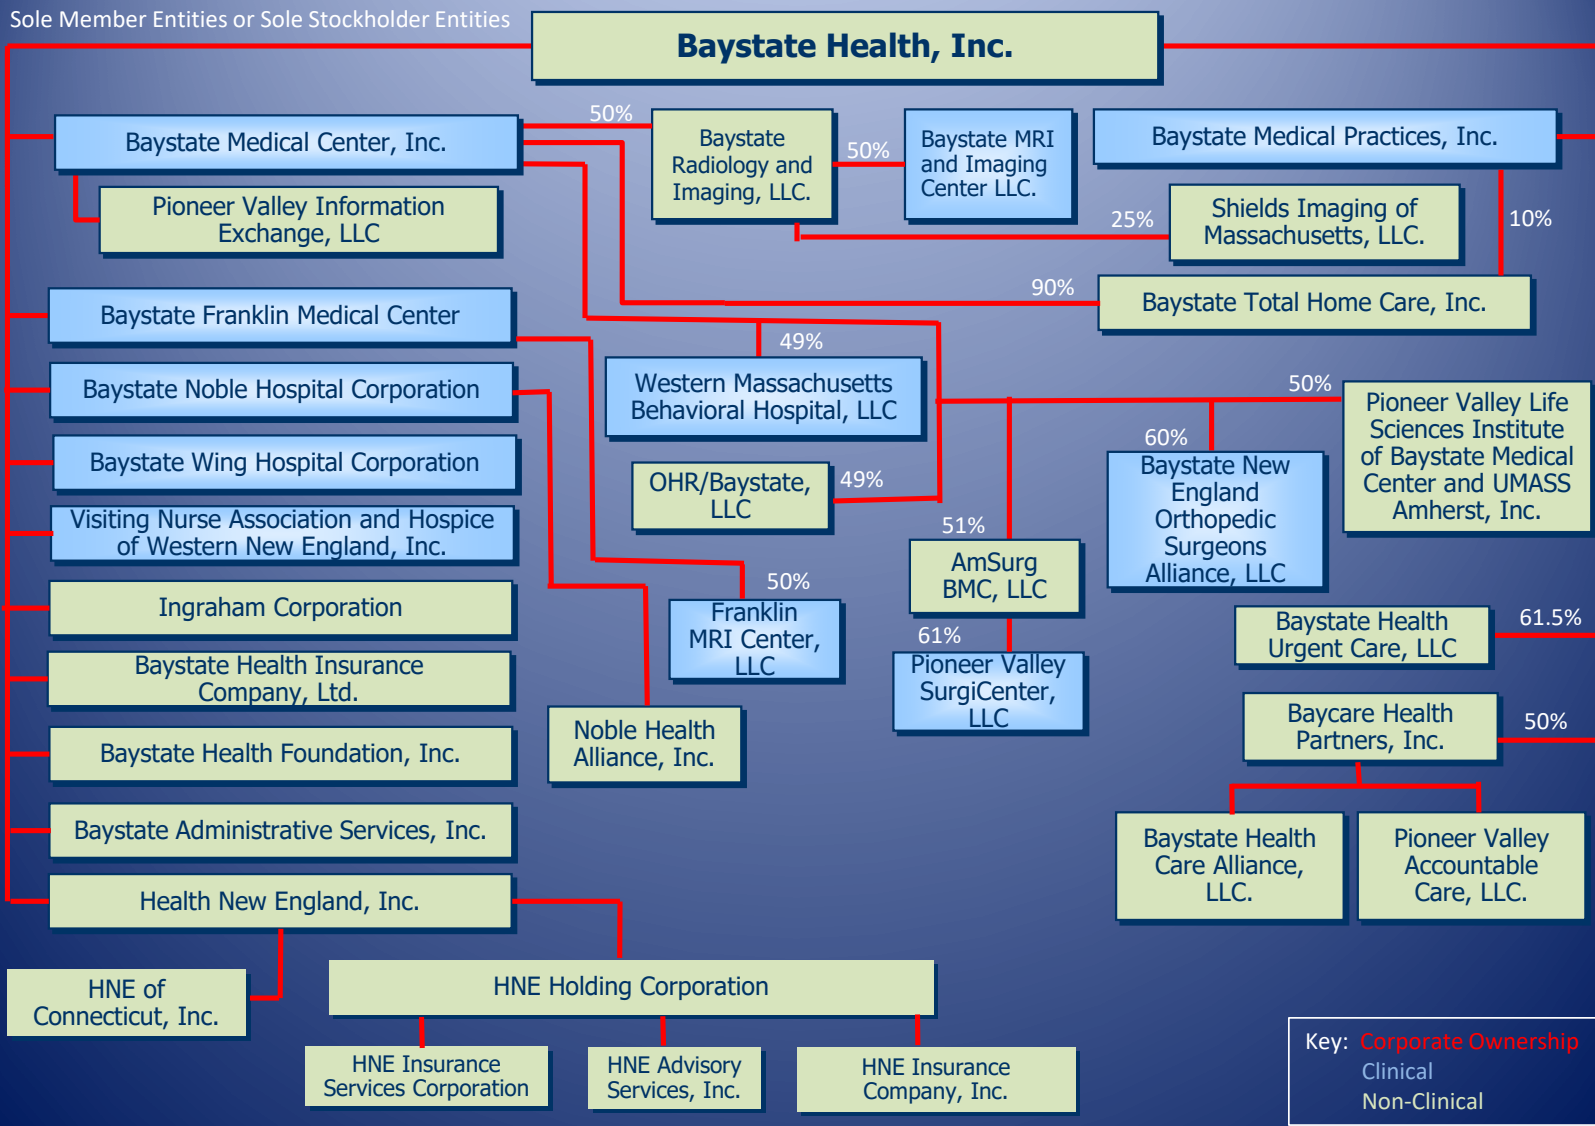 Sole Member Entities or Sole Stockholder Entities
Baystate Health, Inc.
Baystate Medical Center, Inc.
50%
Baystate
Radiology and
Imaging, LLC.
50%
Baystate MRI
and Imaging
Center LLC.
Baystate Medical Practices, Inc.
Pioneer Valley Information
Exchange, LLC
25%
Shields Imaging of
Massachusetts, LLC.
10%
90%
Baystate Total Home Care, Inc.
Baystate Franklin Medical Center
49%
Western Massachusetts
Behavioral Hospital, LLC
Baystate Noble Hospital Corporation
50%
Pioneer Valley Life
Sciences Institute
of Baystate Medical
Center and UMASS
Amherst, Inc.
60%
Baystate New
England
Orthopedic
Surgeons
Alliance, LLC
Baystate Wing Hospital Corporation
OHR/Baystate,
LLC
49%
Visiting Nurse Association and Hospice
of Western New England, Inc.
51%
AmSurg
BMC, LLC
50%
Franklin
MRI Center,
LLC
Ingraham Corporation
61%
Pioneer Valley
SurgiCenter,
LLC
Baystate Health
Urgent Care, LLC
61.5%
Baystate Health Insurance
Company, Ltd.
Noble Health
Alliance, Inc.
Baycare Health
Partners, Inc.
50%
Baystate Health Foundation, Inc.
Baystate Administrative Services, Inc.
Baystate Health
Care Alliance,
LLC.
Pioneer Valley
Accountable
Care, LLC.
Health New England, Inc.
HNE of
Connecticut, Inc.
HNE Holding Corporation
HNE Insurance
Services Corporation
HNE Advisory
Services, Inc.
HNE Insurance
Company, Inc.
Key: Corporate Ownership
Clinical
Non-Clinical